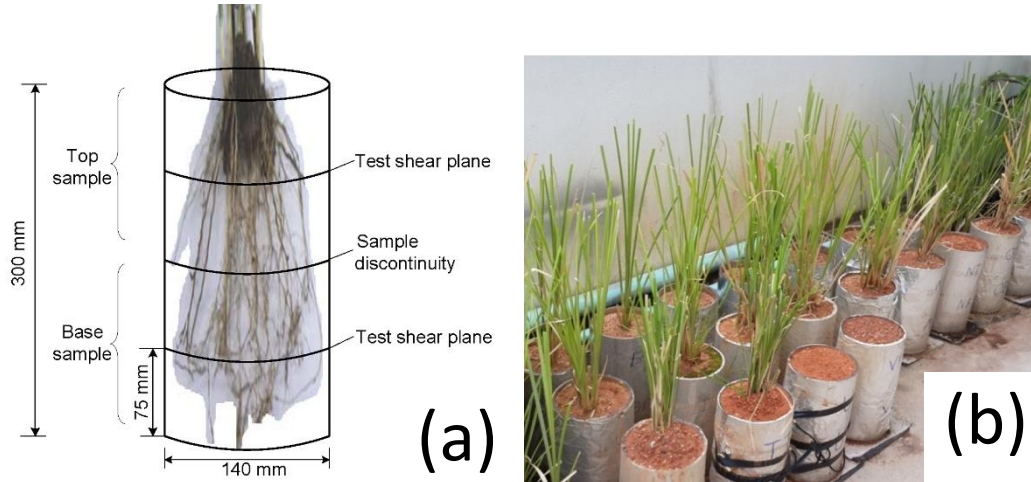 300 mm
Top
sample
Test shear plane
Sample
discontinuity
Base
sample
Test shear plane
75 mm
140 mm
(a)
(b)